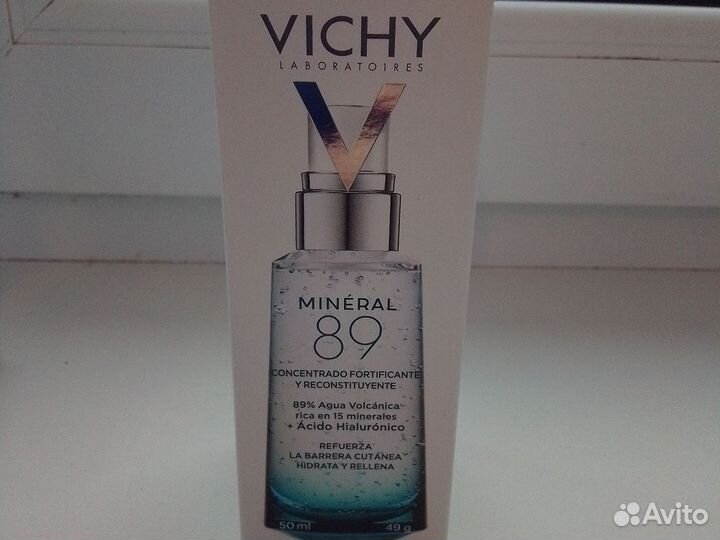 VICHY
LABORATOIRES
MINÉRAL
89
CONCENTRADO FORTIFICANTE
Y RECONSTITUYENTE
89% Agua Volcánica
rica en 15 minerales
+ Ácido Hialurónico
REFUERZA
LA BARRERA CUTÁNEA
HIDRATA Y RELLENA
50 ml 49 g
Avito